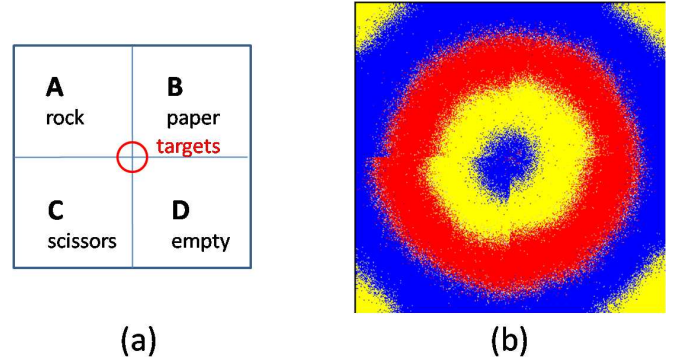 A
rock
B
paper
targets
C
scissors
D
empty
(a)
(b)